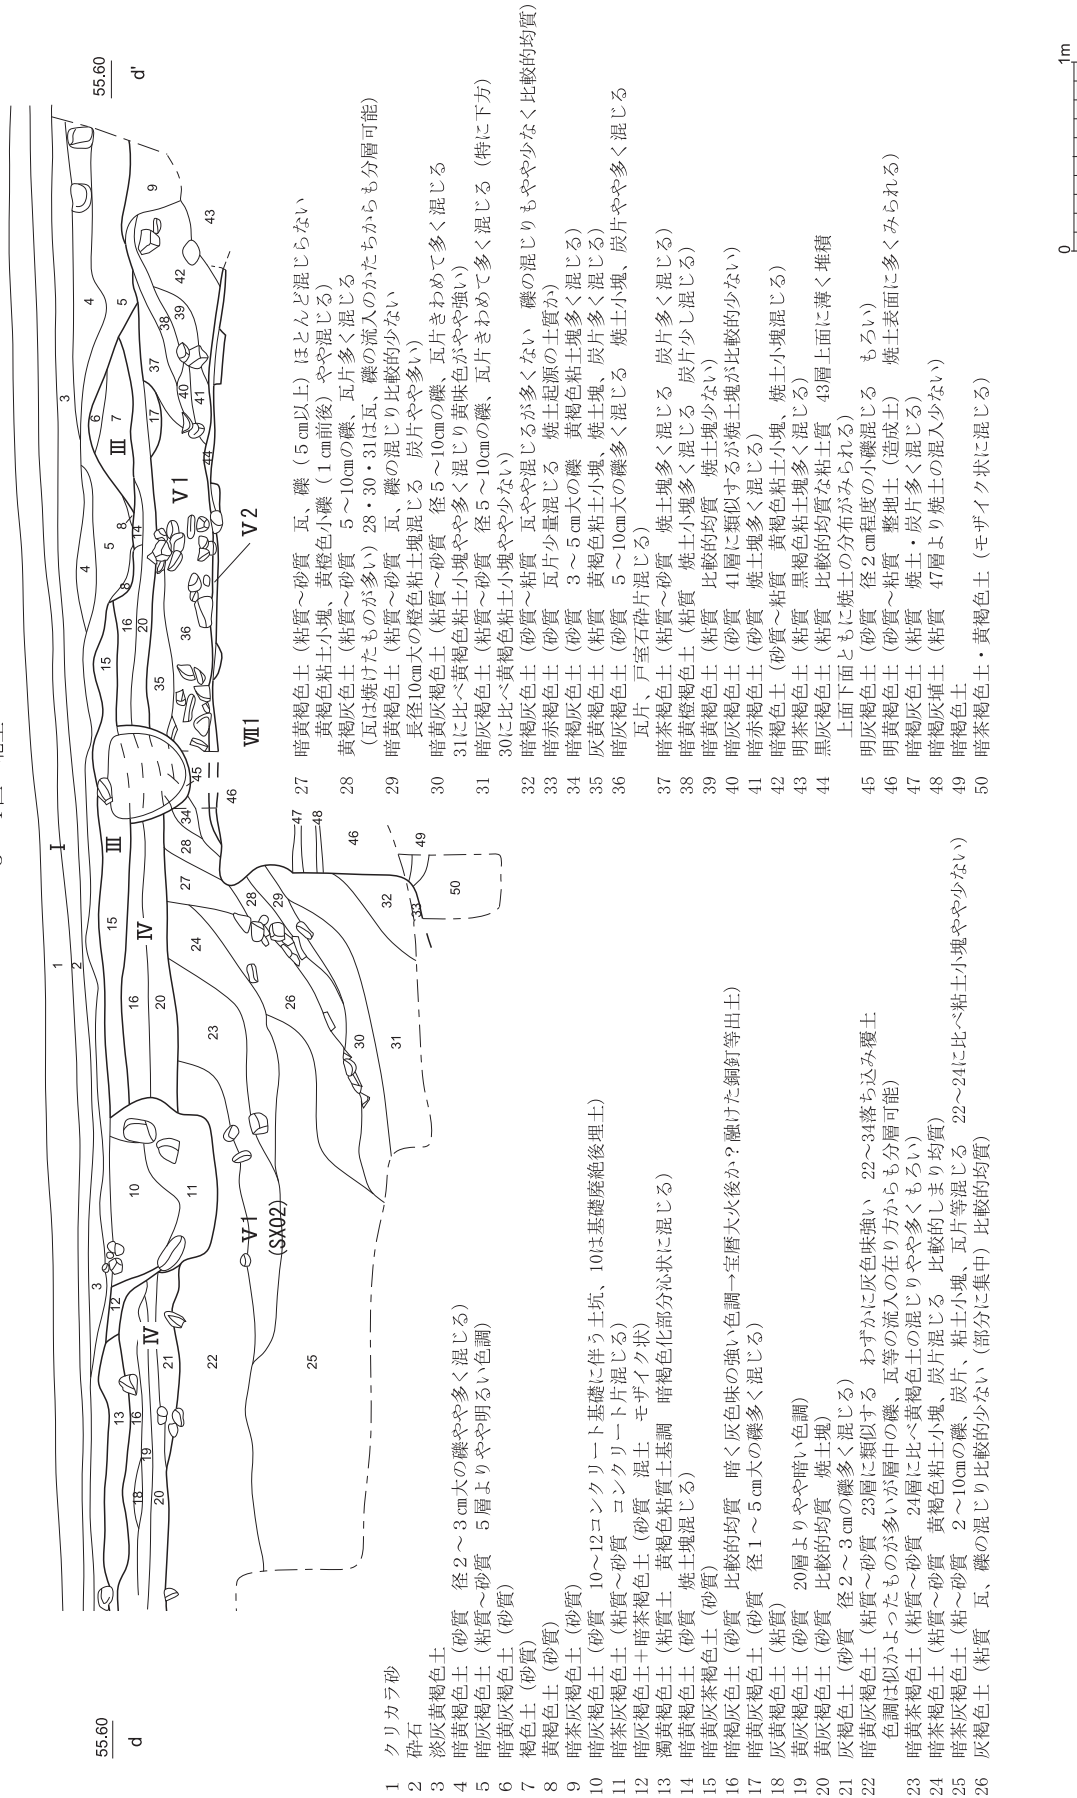 55.60
d
55.60
d'
I
III
III
IV
IV
V1
V2
V1
(SX02)
VII1
1 クリカラ砂
2 砕石
3 淡灰黄褐色土
4 暗黄褐色土（砂質　径２～３cm大の礫やや多く混じる）
5 暗灰褐色土（粘質～砂質　５層よりやや明るい色調）
6 暗黄灰褐色土（砂質）
7 褐色土（砂質）
8 黄褐色土（砂質）
9 暗茶灰褐色土（砂質）
10 暗灰褐色土（砂質　10～12コンクリート基礎に伴う土坑、10は基礎廃絶後埋土）
11 暗茶灰褐色土（粘質～砂質　コンクリート片混じる）
12 暗灰褐色土＋暗茶褐色土（砂質　混土　モザイク状）
13 濁黄褐色土（粘質土　黄褐色粘質土基調　暗褐色化部分沁状に混じる）
14 暗黄褐色土（砂質　焼土塊混じる）
15 暗黄灰茶褐色土（砂質）
16 暗褐灰色土（砂質　比較的均質　暗く灰色味の強い色調→宝暦大火後か？融けた銅釘等出土）
17 暗黄灰褐色土（砂質　径１～５cm大の礫多く混じる）
18 灰黄褐色土（粘質）
19 黄灰褐色土（砂質　20層よりやや暗い色調）
20 黄灰褐色土（砂質　比較的均質　焼土塊）
21 灰褐色土（砂質　径２～３cmの礫多く混じる）
22 暗黄灰褐色土（粘質～砂質　23層に類似する　わずかに灰色味強い　22～34落ち込み覆土
色調は似かよったものが多いが層中の礫、瓦等の流入の在り方からも分層可能）
23 暗黄茶褐色土（粘質～砂質　24層に比べ黄褐色土の混じりやや多くもろい）
24 暗茶褐色土（粘質～砂質　黄褐色粘土小塊、炭片混じる　比較的しまり均質）
25 暗茶灰褐色土（粘～砂質　２～10cmの礫、炭片、粘土小塊、瓦片等混じる　22～24に比べ粘土小塊やや少ない）
26 灰褐色土（粘質　瓦、礫の混じり比較的少ない（部分に集中）比較的均質）
27 暗黄褐色土（粘質～砂質　瓦、礫（５cm以上）ほとんど混じらない
黄褐色粘土小塊、黄橙色小礫（１cm前後）やや混じる）
28 黄褐灰色土（粘質～砂質　５～10cmの礫、瓦片多く混じる
（瓦は焼けたものが多い）28・30・31は瓦、礫の流入のかたちからも分層可能）
29 暗黄褐色土（粘質～砂質　瓦、礫の混じり比較的少ない
長径10cm大の橙色粘土塊混じる　炭片やや多い）
30 暗黄灰褐色土（粘質～砂質　径５～10cmの礫、瓦片きわめて多く混じる
31に比べ黄褐色粘土小塊やや多く混じり黄味色がやや強い）
31 暗灰褐色土（粘質～砂質　径５～10cmの礫、瓦片きわめて多く混じる（特に下方）
30に比べ黄褐色粘土小塊やや少ない）
32 暗褐灰色土（砂質～粘質　瓦やや混じるが多くない　礫の混じりもやや少なく比較的均質）
33 暗赤褐色土（砂質　瓦片少量混じる　焼土起源の土質か）
34 暗褐灰色土（砂質　３～５cm大の礫　黄褐色粘土塊多く混じる）
35 灰黄褐色土（粘質　黄褐色粘土小塊、焼土塊、炭片多く混じる）
36 暗灰褐色土（砂質　５～10cm大の礫多く混じる　焼土小塊、炭片やや多く混じる
瓦片、戸室石砕片混じる）
37 暗茶褐色土（粘質～砂質　焼土塊多く混じる　炭片多く混じる）
38 暗黄橙褐色土（粘質　焼土小塊多く混じる　炭片少し混じる）
39 暗黄褐色土（粘質　比較的均質　焼土塊少ない）
40 暗灰褐色土（砂質　41層に類似するが焼土塊が比較的少ない）
41 暗赤褐色土（砂質　焼土塊多く混じる）
42 暗褐色土（砂質～粘質　黄褐色粘土小塊、焼土小塊混じる）
43 明茶褐色土（粘質　黒褐色粘土塊多く混じる）
44 黒灰褐色土（粘質　比較的均質な粘土質　43層上面に薄く堆積
上面下面ともに焼土の分布がみられる）
45 明灰褐色土（砂質　径２cm程度の小礫混じる　もろい）
46 明黄褐色土（砂質～粘質　整地土（造成土）　焼土表面に多くみられる）
47 暗褐灰色土（粘質　焼土・炭片多く混じる）
48 暗褐灰埴土（粘質　47層より焼土の混入少ない）
49 暗褐色土
50 暗茶褐色土・黄褐色土（モザイク状に混じる）
0
1m